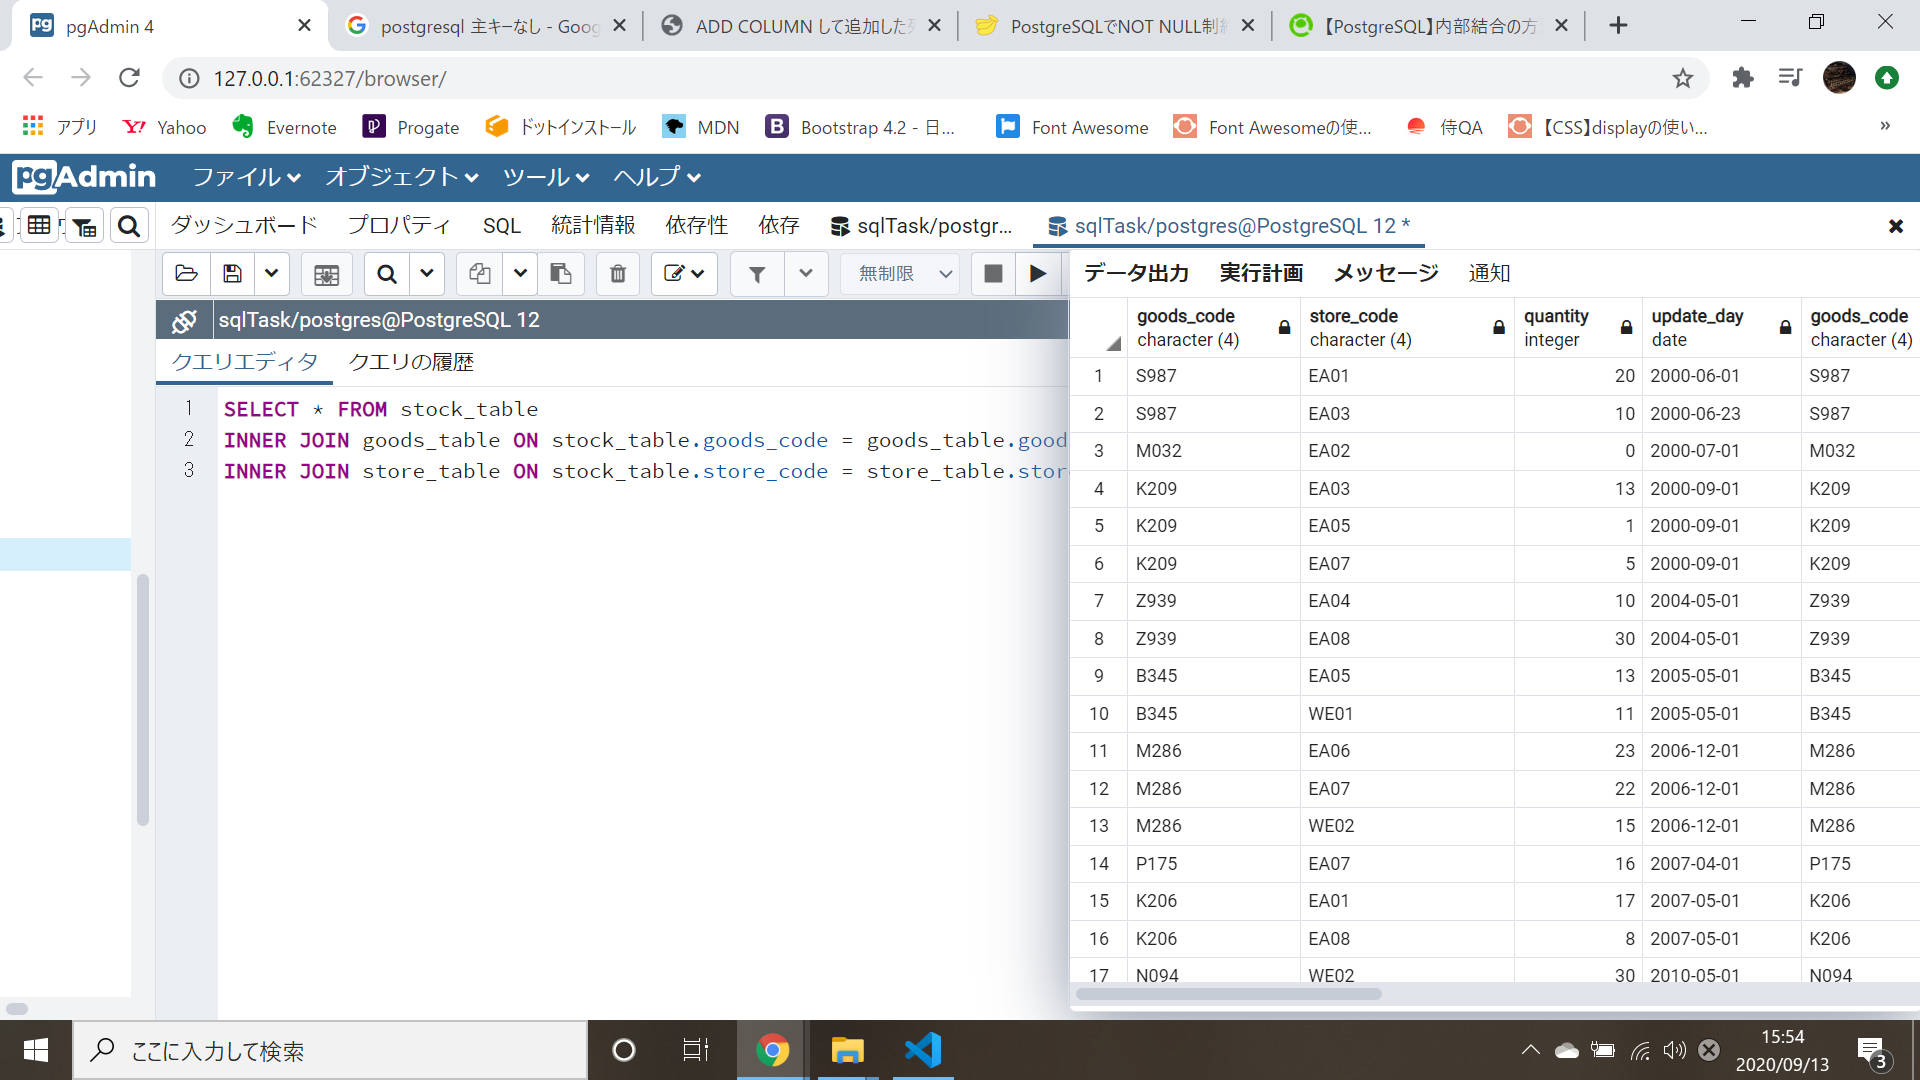 pgAdmin 4
postgresql 主キーなし - Goog
ADD COLUMN して追加した
PostgreSQLでNOT NULL制
【PostgreSQL】内部結合の方
127.0.0.1:62327/browser/
アプリ
Yahoo
Evernote
Progate
ドットインストール
MDN
Bootstrap 4.2 - 日...
Font Awesome
Font Awesomeの使...
侍QA
【CSS】displayの使い...
»
pgAdmin
ファイル
オブジェクト
ツール
ヘルプ
ダッシュボード
プロパティ
SQL
統計情報
依存性
依存
sqlTask/postgr...
sqlTask/postgres@PostgreSQL 12 *
無制限
データ出力
実行計画
メッセージ
通知
sqlTask/postgres@PostgreSQL 12
クエリエディタ
クエリの履歴
1 SELECT * FROM stock_table
2 INNER JOIN goods_table ON stock_table.goods_code = goods_table.good
3 INNER JOIN store_table ON stock_table.store_code = store_table.stor
goods_code store_code quantity update_day goods_code
character (4) character (4) integer date character (4)
1 S987 EA01 20 2000-06-01 S987
2 S987 EA03 10 2000-06-23 S987
3 M032 EA02 0 2000-07-01 M032
4 K209 EA03 13 2000-09-01 K209
5 K209 EA05 1 2000-09-01 K209
6 K209 EA07 5 2000-09-01 K209
7 Z939 EA04 10 2004-05-01 Z939
8 Z939 EA08 30 2004-05-01 Z939
9 B345 EA05 13 2005-05-01 B345
10 B345 WE01 11 2005-05-01 B345
11 M286 EA06 23 2006-12-01 M286
12 M286 EA07 22 2006-12-01 M286
13 M286 WE02 15 2006-12-01 M286
14 P175 EA07 16 2007-04-01 P175
15 K206 EA01 17 2007-05-01 K206
16 K206 EA08 8 2007-05-01 K206
17 N094 WE02 30 2010-05-01 N094
ここに入力して検索
15:54
2020/09/13
3